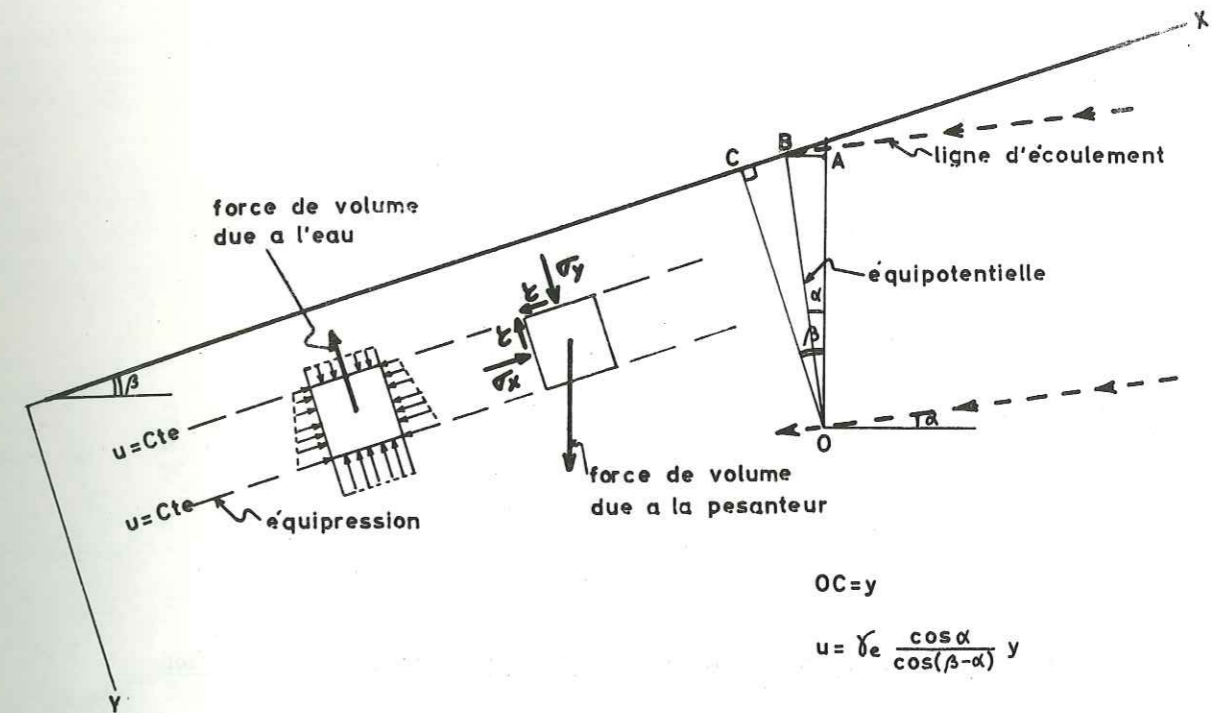 X
B
A
C
ligne d'écoulement
force de volume
due a l'eau
σy
τ
τ
σx
équipotentielle
α
β
β
u=Cte
u=Cte
équipression
force de volume
due a la pesanteur
O
α
OC=y
u= γe cosα / cos(β-α) y
Y